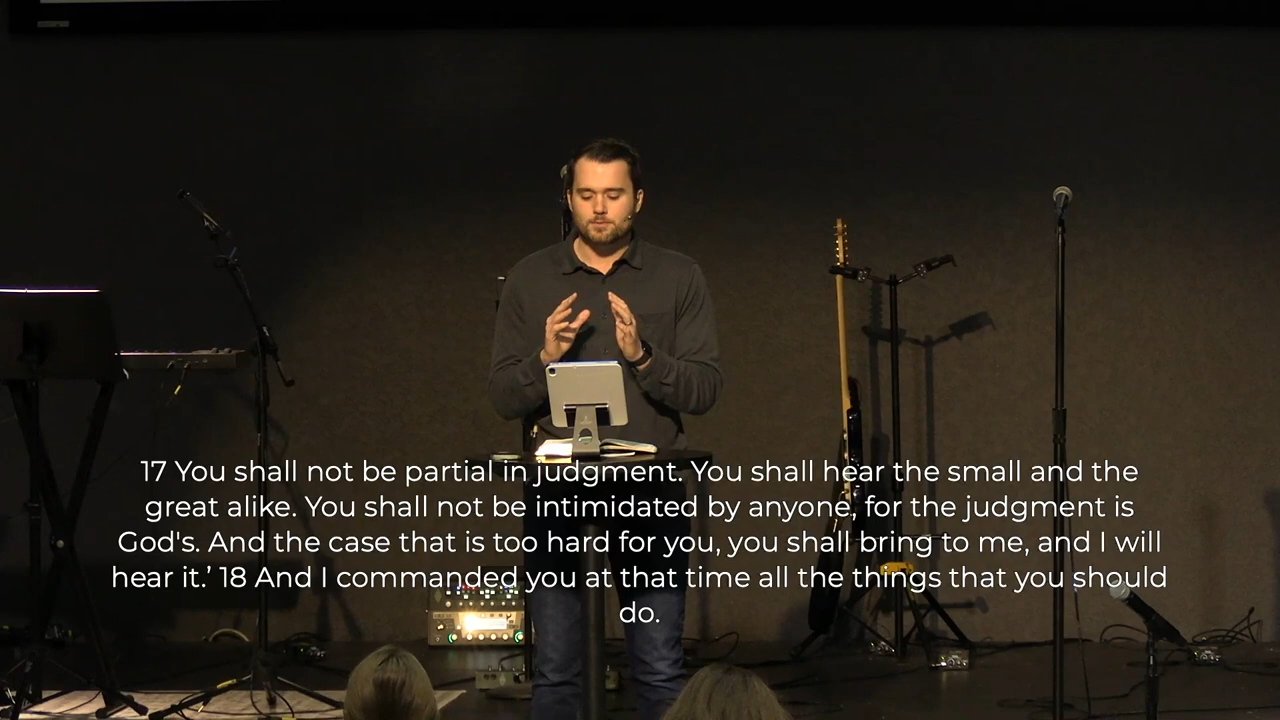 17 You shall not be partial in judgment. You shall hear the small and the
great alike. You shall not be intimidated by anyone, for the judgment is
God's. And the case that is too hard for you, you shall bring to me, and I will
hear it.’ 18 And I commanded you at that time all the things that you should
do.